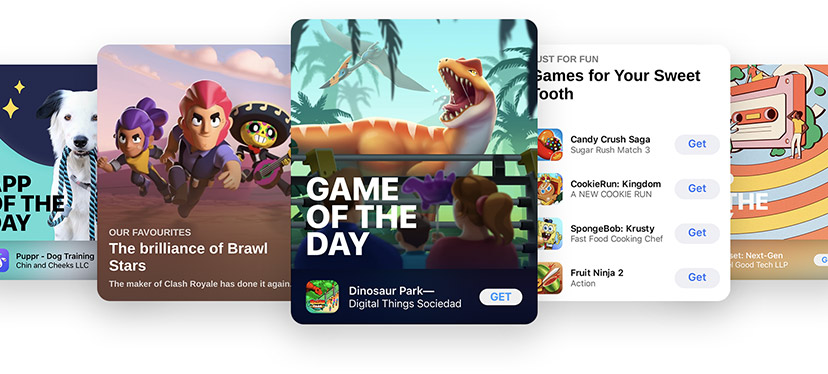 APP
OF THE
DAY
Puppr - Dog Training
Chin and Cheeks LLC
OUR FAVOURITES
The brilliance of Brawl
Stars
The maker of Clash Royale has done it again.
GAME
OF THE
DAY
Dinosaur Park—
Digital Things Sociedad
GET
JUST FOR FUN
Games for Your Sweet
Tooth
Candy Crush Saga
Sugar Rush Match 3
Get
CookieRun: Kingdom
A NEW COOKIE RUN
Get
SpongeBob: Krusty
Fast Food Cooking Chef
Get
Fruit Ninja 2
Action
Get
THE
set: Next-Gen
Good Tech LLP